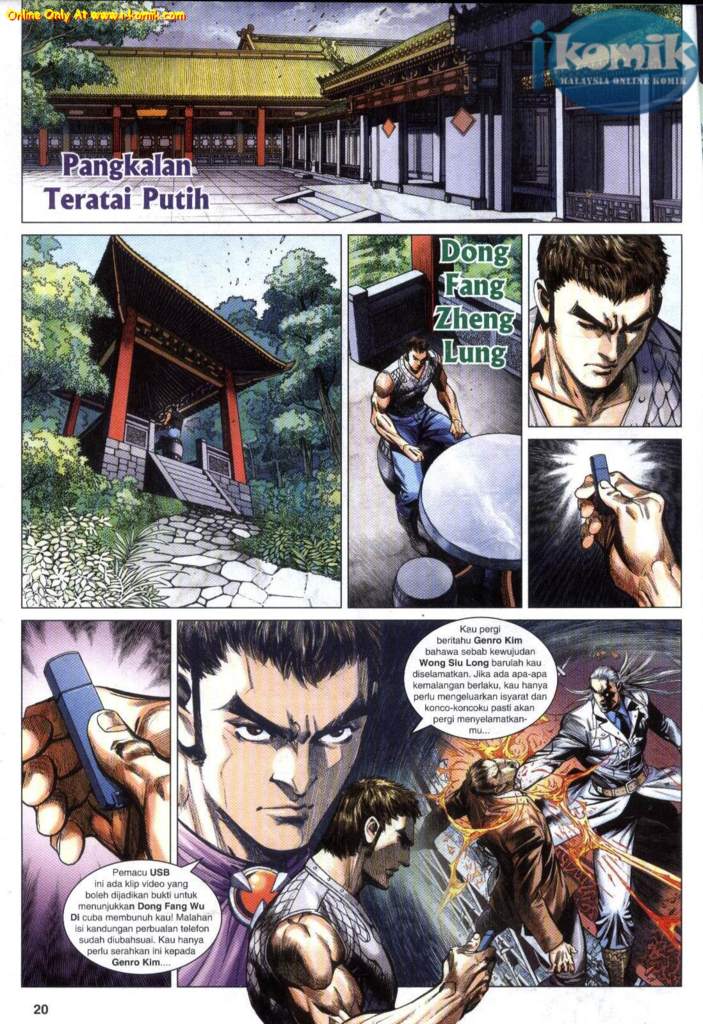 Online Only At www.i-komik.com
ikomik
MALAYSIA ONLINE KOMIK
Pangkalan
Teratai Putih
Dong
Fang
Zheng
Lung
Kau pergi
beritahu Genro Kim
bahawa sebab kewujudan
Wong Siu Long barulah kau
diselamatkan. Jika ada apa-apa
kemalangan berlaku, kau hanya
perlu mengeluarkan isyarat dan
konco-koncoku pasti akan
pergi menyelamatkan-
mu...
Pemacu USB
ini ada klip video yang
boleh dijadikan bukti untuk
menunjukkan Dong Fang Wu
Di cuba membunuh kau! Malahan
isi kandungan perbualan telefon
sudah diubahsuai. Kau hanya
perlu serahkan ini kepada
Genro Kim....
20